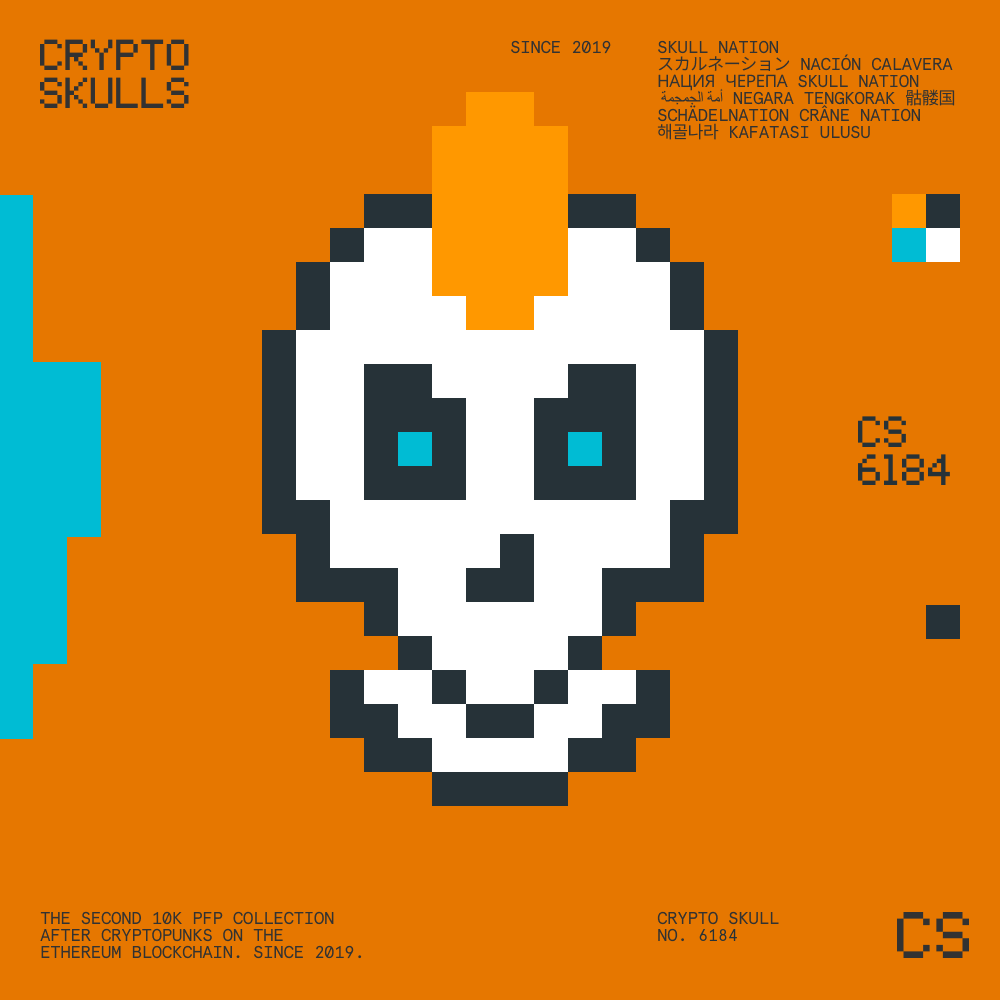 CRYPTO
SKULLS
SINCE 2019
SKULL NATION
スカルネーション NACIÓN CALAVERA
НАЦИЯ ЧЕРЕПА SKULL NATION
أمة الجمجمة NEGARA TENGKORAK 骷髅国
SCHÄDELNATION CRÂNE NATION
해골나라 KAFATASI ULUSU
CS
6184
THE SECOND 10K PFP COLLECTION
AFTER CRYPTOPUNKS ON THE
ETHEREUM BLOCKCHAIN. SINCE 2019.
CRYPTO SKULL
NO. 6184
CS